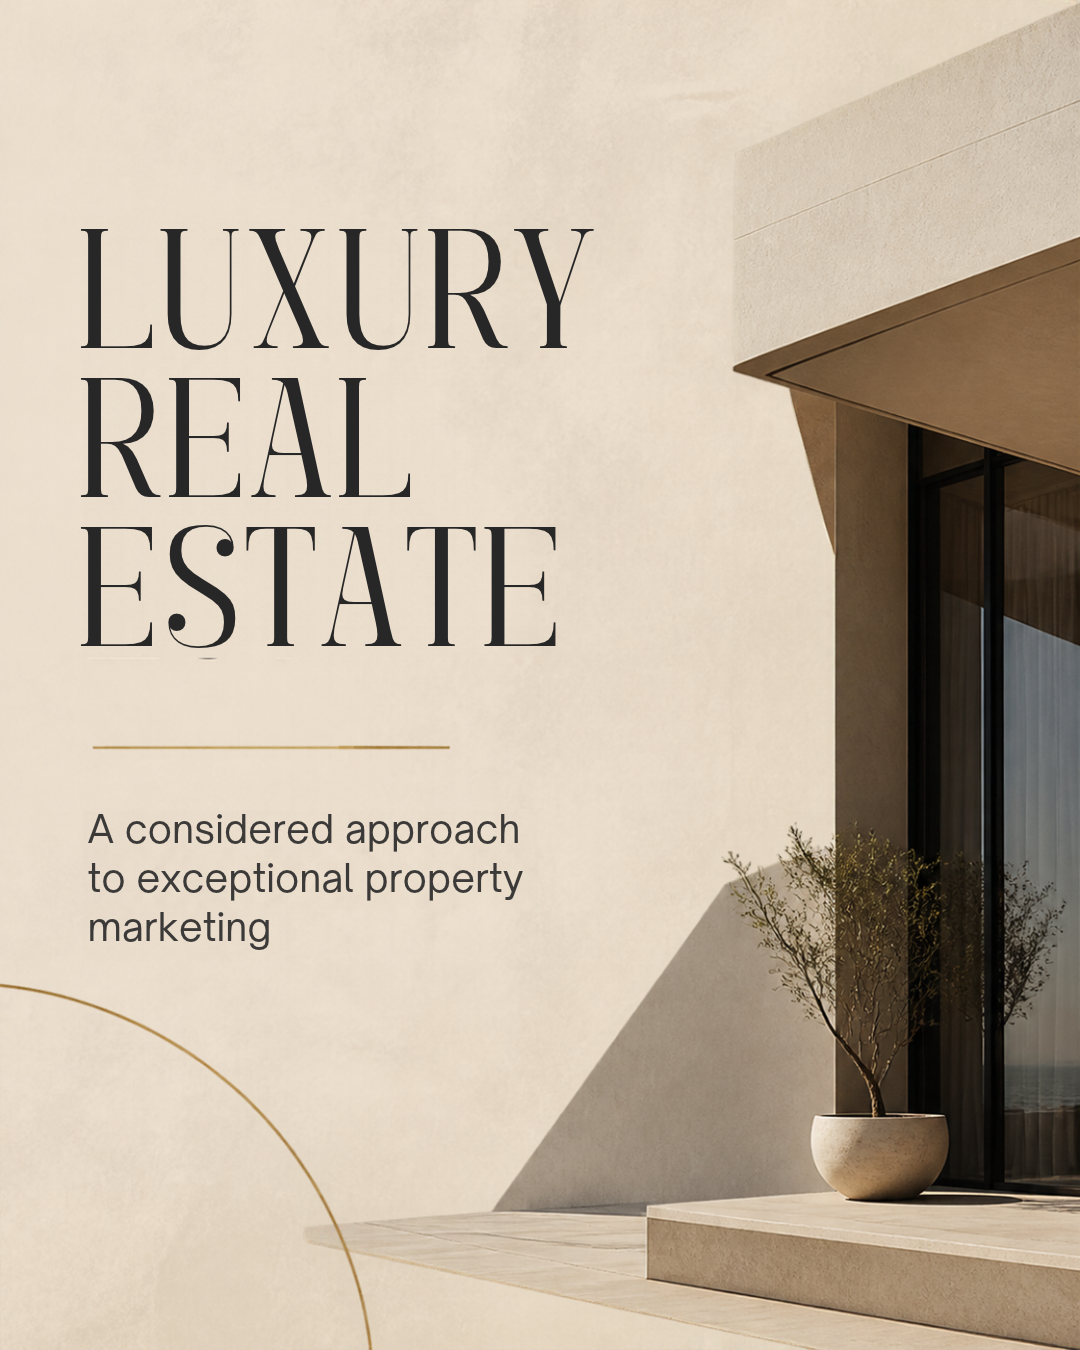 LUXURY
REAL
ESTATE
A considered approach
to exceptional property
marketing